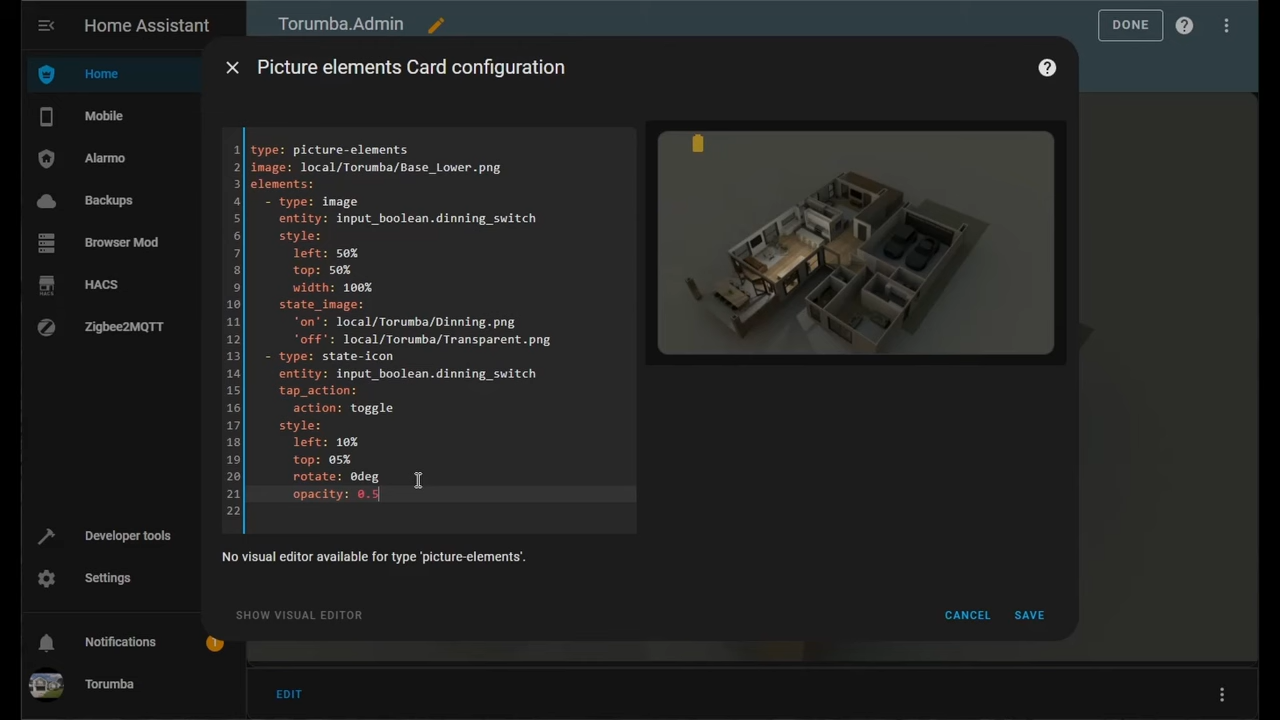 Home Assistant
Torumba.Admin
DONE
Home
Mobile
Alarmo
Backups
Browser Mod
HACS
HACS
Zigbee2MQTT
Developer tools
Settings
Notifications
1
Torumba
Picture elements Card configuration
1 type: picture-elements
2 image: local/Torumba/Base_Lower.png
3 elements:
4 - type: image
5 entity: input_boolean.dinning_switch
6 style:
7 left: 50%
8 top: 50%
9 width: 100%
10 state_image:
11 'on': local/Torumba/Dinning.png
12 'off': local/Torumba/Transparent.png
13 - type: state-icon
14 entity: input_boolean.dinning_switch
15 tap_action:
16 action: toggle
17 style:
18 left: 10%
19 top: 05%
20 rotate: 0deg
21 opacity: 0.5
22
No visual editor available for type 'picture-elements'.
SHOW VISUAL EDITOR
CANCEL
SAVE
EDIT